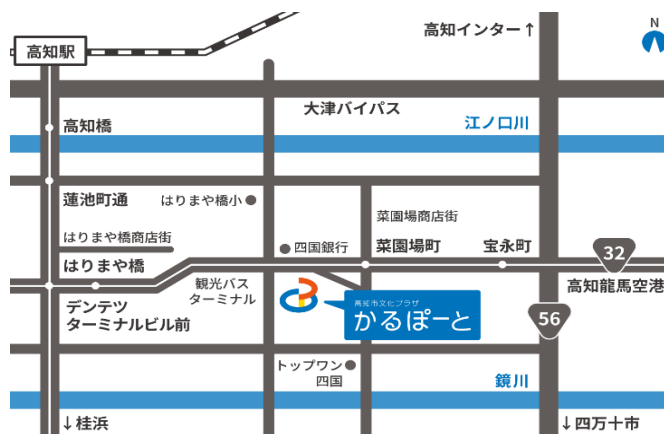 高知インター↑
N
高知駅
大津バイパス
高知橋
江ノ口川
蓮池町通
はりまや橋小
菜園場商店街
はりまや橋商店街
四国銀行
菜園場町
宝永町
32
はりまや橋
観光バス
ターミナル
高知龍馬空港
デンテツ
ターミナルビル前
高知市文化プラザ
かるぽーと
56
トップワン
四国
鏡川
↓桂浜
↓四万十市